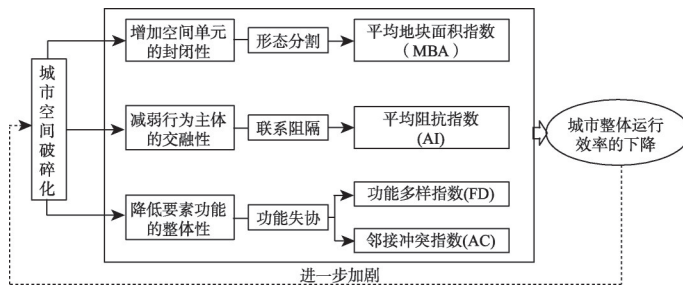 城市空间破碎化
增加空间单元
的封闭性
形态分割
平均地块面积指数
（MBA）
减弱行为主体
的交融性
联系阻隔
平均阻抗指数
(AI)
降低要素功能
的整体性
功能失协
功能多样指数(FD)
邻接冲突指数(AC)
城市整体运行
效率的下降
进一步加剧